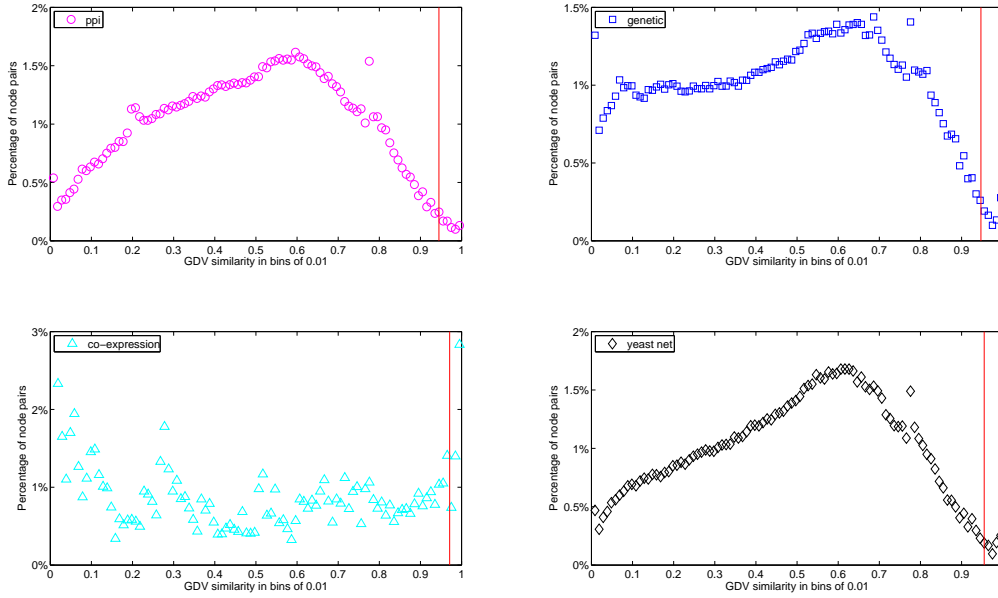 2%
ppi
1.5%
1%
0.5%
0%
Percentage of node pairs
0 0.1 0.2 0.3 0.4 0.5 0.6 0.7 0.8 0.9 1
GDV similarity in bins of 0.01
1.5%
genetic
1%
0.5%
0%
Percentage of node pairs
0 0.1 0.2 0.3 0.4 0.5 0.6 0.7 0.8 0.9
GDV similarity in bins of 0.01
3%
co-expression
2%
1%
0%
Percentage of node pairs
0 0.1 0.2 0.3 0.4 0.5 0.6 0.7 0.8 0.9 1
GDV similarity in bins of 0.01
2%
yeast net
1.5%
1%
0.5%
0%
Percentage of node pairs
0 0.1 0.2 0.3 0.4 0.5 0.6 0.7 0.8 0.9
GDV similarity in bins of 0.01